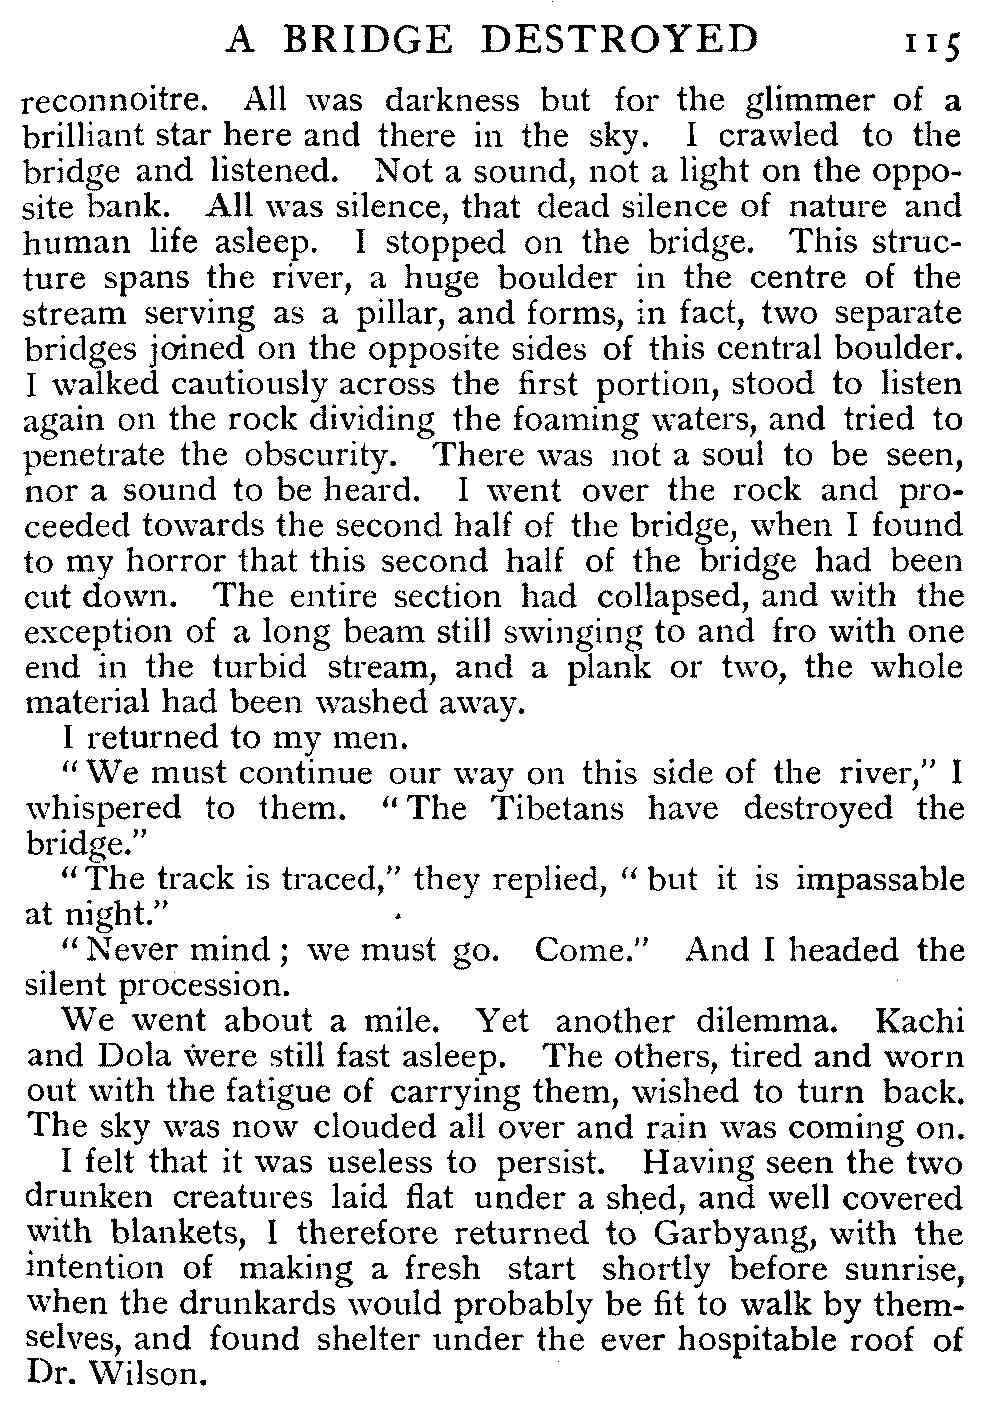 A BRIDGE DESTROYED 115
reconnoitre. All was darkness but for the glimmer of a
brilliant star here and there in the sky. I crawled to the
bridge and listened. Not a sound, not a light on the oppo-
site bank. All was silence, that dead silence of nature and
human life asleep. I stopped on the bridge. This struc-
ture spans the river, a huge boulder in the centre of the
stream serving as a pillar, and forms, in fact, two separate
bridges joined on the opposite sides of this central boulder.
I walked cautiously across the first portion, stood to listen
again on the rock dividing the foaming waters, and tried to
penetrate the obscurity. There was not a soul to be seen,
nor a sound to be heard. I went over the rock and pro-
ceeded towards the second half of the bridge, when I found
to my horror that this second half of the bridge had been
cut down. The entire section had collapsed, and with the
exception of a long beam still swinging to and fro with one
end in the turbid stream, and a plank or two, the whole
material had been washed away.
I returned to my men.
“We must continue our way on this side of the river,” I
whispered to them. “The Tibetans have destroyed the
bridge.”
“The track is traced,” they replied, “but it is impassable
at night.”
“Never mind; we must go. Come.” And I headed the
silent procession.
We went about a mile. Yet another dilemma. Kachi
and Dola were still fast asleep. The others, tired and worn
out with the fatigue of carrying them, wished to turn back.
The sky was now clouded all over and rain was coming on.
I felt that it was useless to persist. Having seen the two
drunken creatures laid flat under a shed, and well covered
with blankets, I therefore returned to Garbyang, with the
intention of making a fresh start shortly before sunrise,
when the drunkards would probably be fit to walk by them-
selves, and found shelter under the ever hospitable roof of
Dr. Wilson.